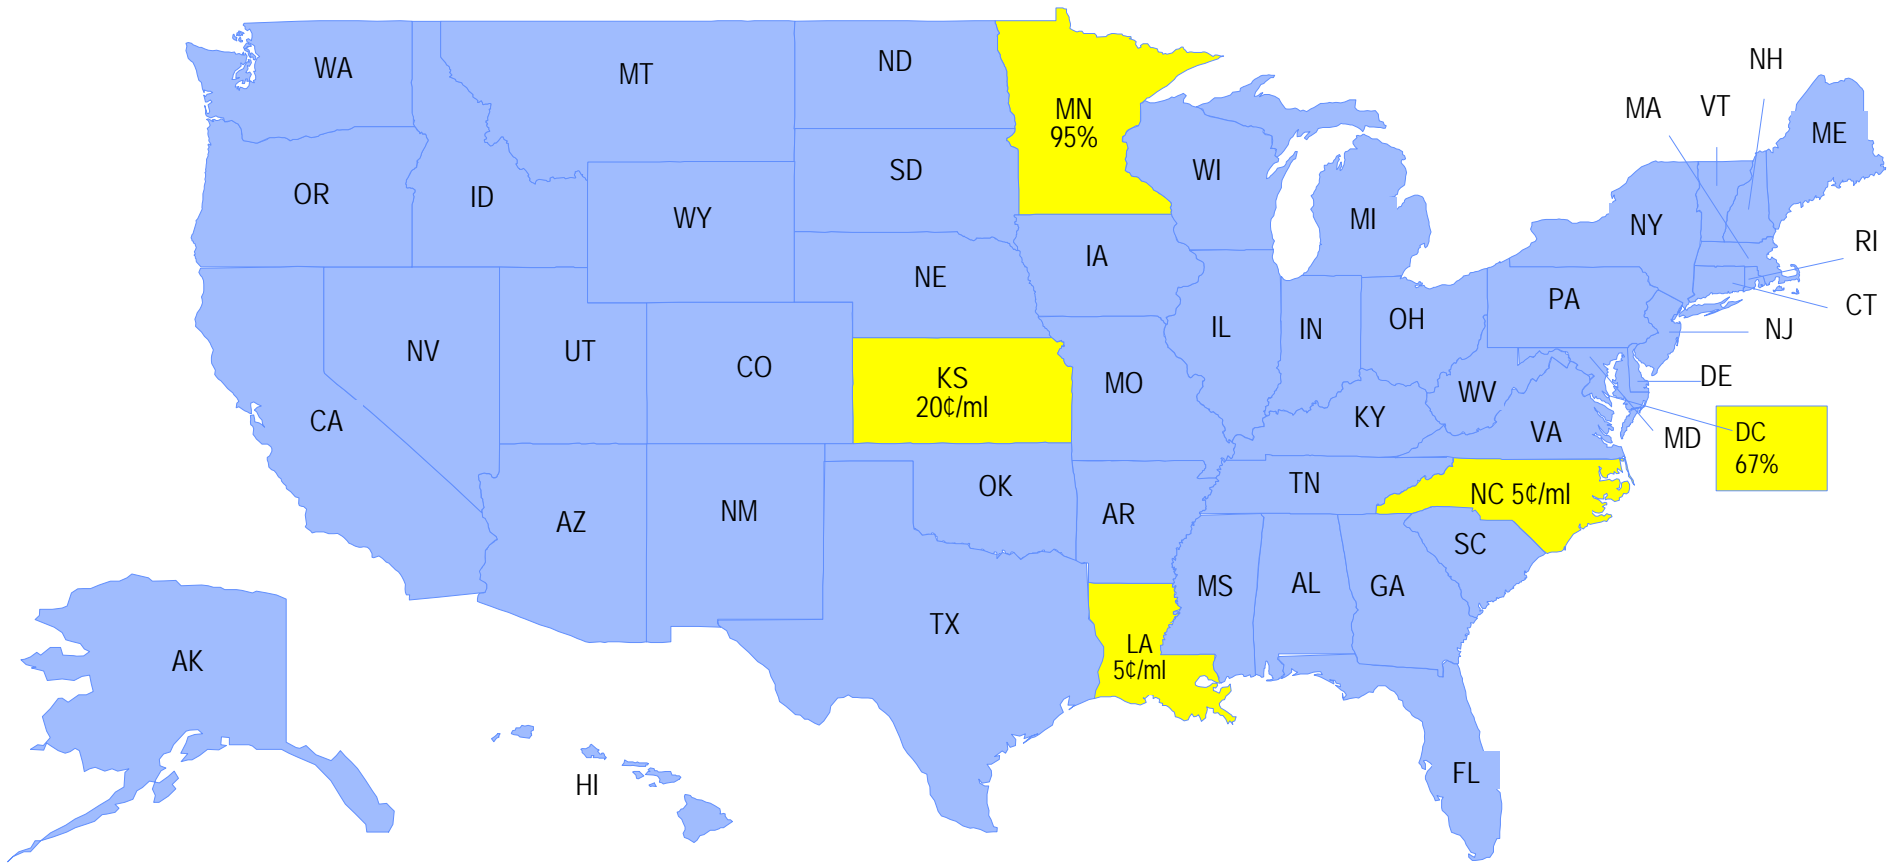 WA
MT
ND
MN
95%
NH
MA
VT
ME
OR
ID
SD
WI
WY
MI
NY
RI
IA
NE
PA
CT
NV
UT
CO
KS
20¢/ml
MO
IL
IN
OH
NJ
CA
WV
DE
KY
VA
MD
DC
67%
AZ
NM
OK
AR
TN
NC 5¢/ml
SC
MS
AL
GA
TX
LA
5¢/ml
AK
HI
FL